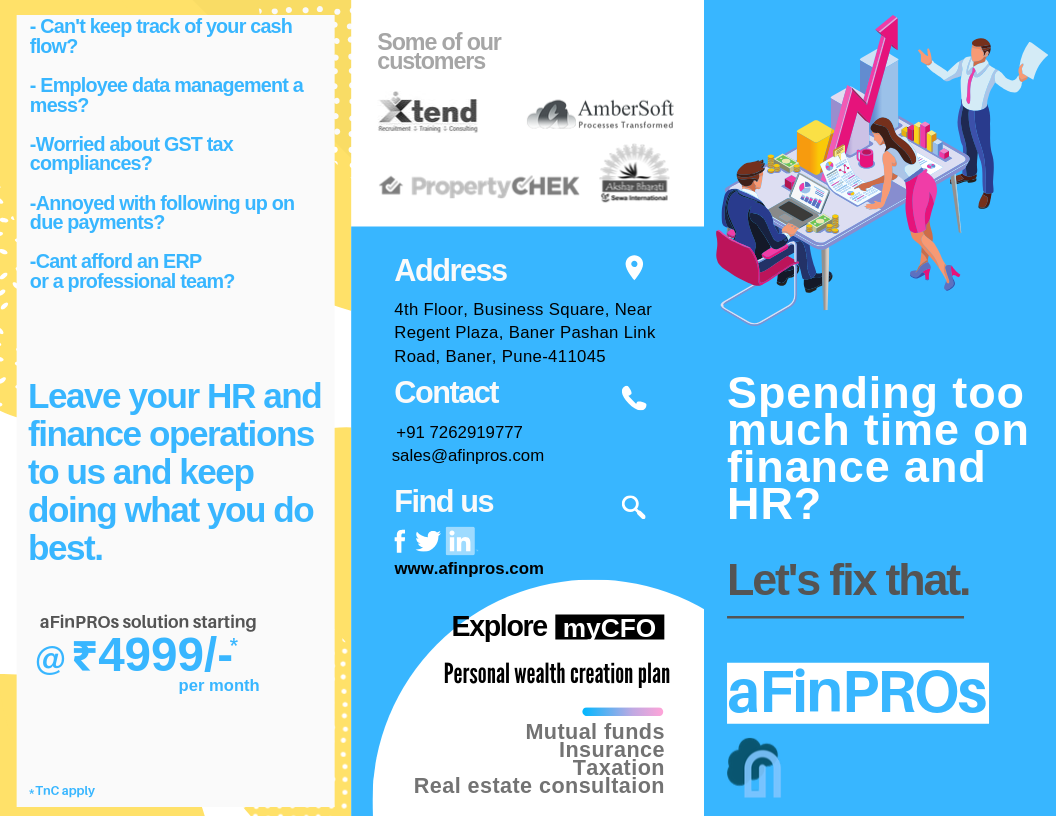 - Can't keep track of your cash
flow?
- Employee data management a
mess?
-Worried about GST tax
compliances?
-Annoyed with following up on
due payments?
-Cant afford an ERP
or a professional team?
Leave your HR and
finance operations
to us and keep
doing what you do
best.
aFinPROs solution starting
@ ₹4999/-*
per month
*TnC apply
Some of our
customers
Xtend
Recruitment :: Training :: Consulting
AmberSoft
Processes Transformed
PropertyCHEK
Akshar Bharati
Sewa International
Address
4th Floor, Business Square, Near
Regent Plaza, Baner Pashan Link
Road, Baner, Pune-411045
Contact
+91 7262919777
sales@afinpros.com
Find us
f
in
www.afinpros.com
Explore myCFO
Personal wealth creation plan
Mutual funds
Insurance
Taxation
Real estate consultaion
Spending too
much time on
finance and
HR?
Let's fix that.
aFinPROs